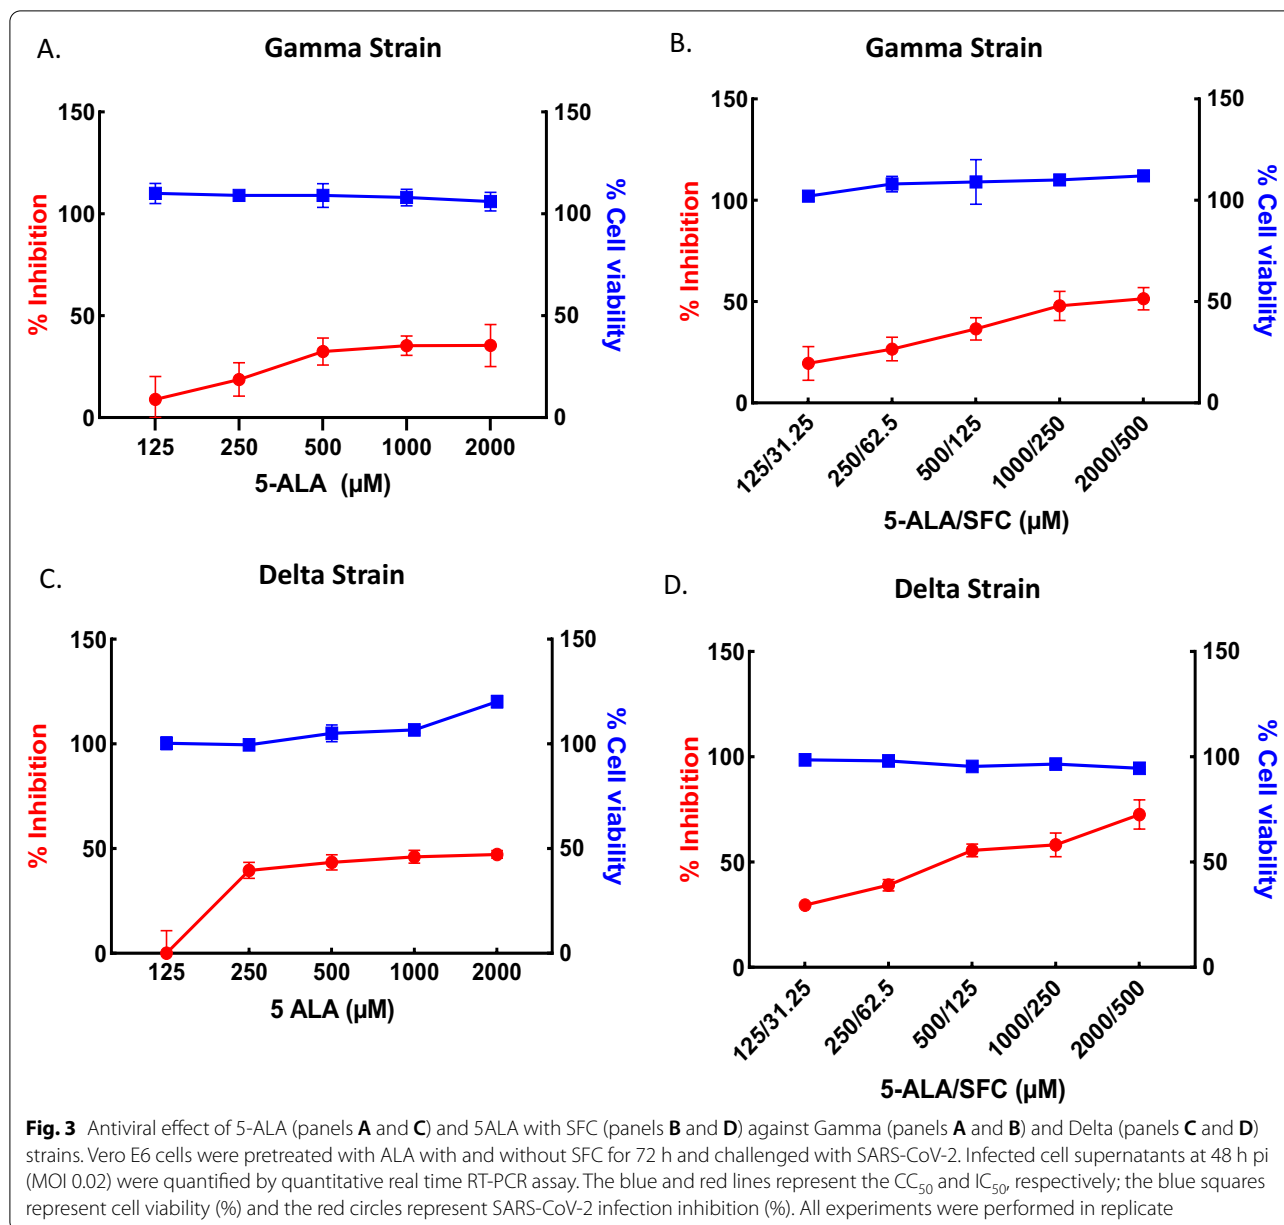 A.
Gamma Strain
150
100
50
0
150
100
50
0
% Inhibition
% Cell viability
125 250 500 1000 2000
5-ALA (µM)
B.
Gamma Strain
150
100
50
0
150
100
50
0
% Inhibition
% Cell viability
125/31.25 250/62.5 500/125 1000/250 2000/500
5-ALA/SFC (µM)
C.
Delta Strain
150
100
50
0
150
100
50
0
% Inhibition
% Cell viability
125 250 500 1000 2000
5 ALA (µM)
D.
Delta Strain
150
100
50
0
150
100
50
0
% Inhibition
% Cell viability
125/31.25 250/62.5 500/125 1000/250 2000/500
5-ALA/SFC (µM)
Fig. 3 Antiviral effect of 5-ALA (panels A and C) and 5ALA with SFC (panels B and D) against Gamma (panels A and B) and Delta (panels C and D)
strains. Vero E6 cells were pretreated with ALA with and without SFC for 72 h and challenged with SARS-CoV-2. Infected cell supernatants at 48 h pi
(MOI 0.02) were quantified by quantitative real time RT-PCR assay. The blue and red lines represent the CC50 and IC50, respectively; the blue squares
represent cell viability (%) and the red circles represent SARS-CoV-2 infection inhibition (%). All experiments were performed in replicate